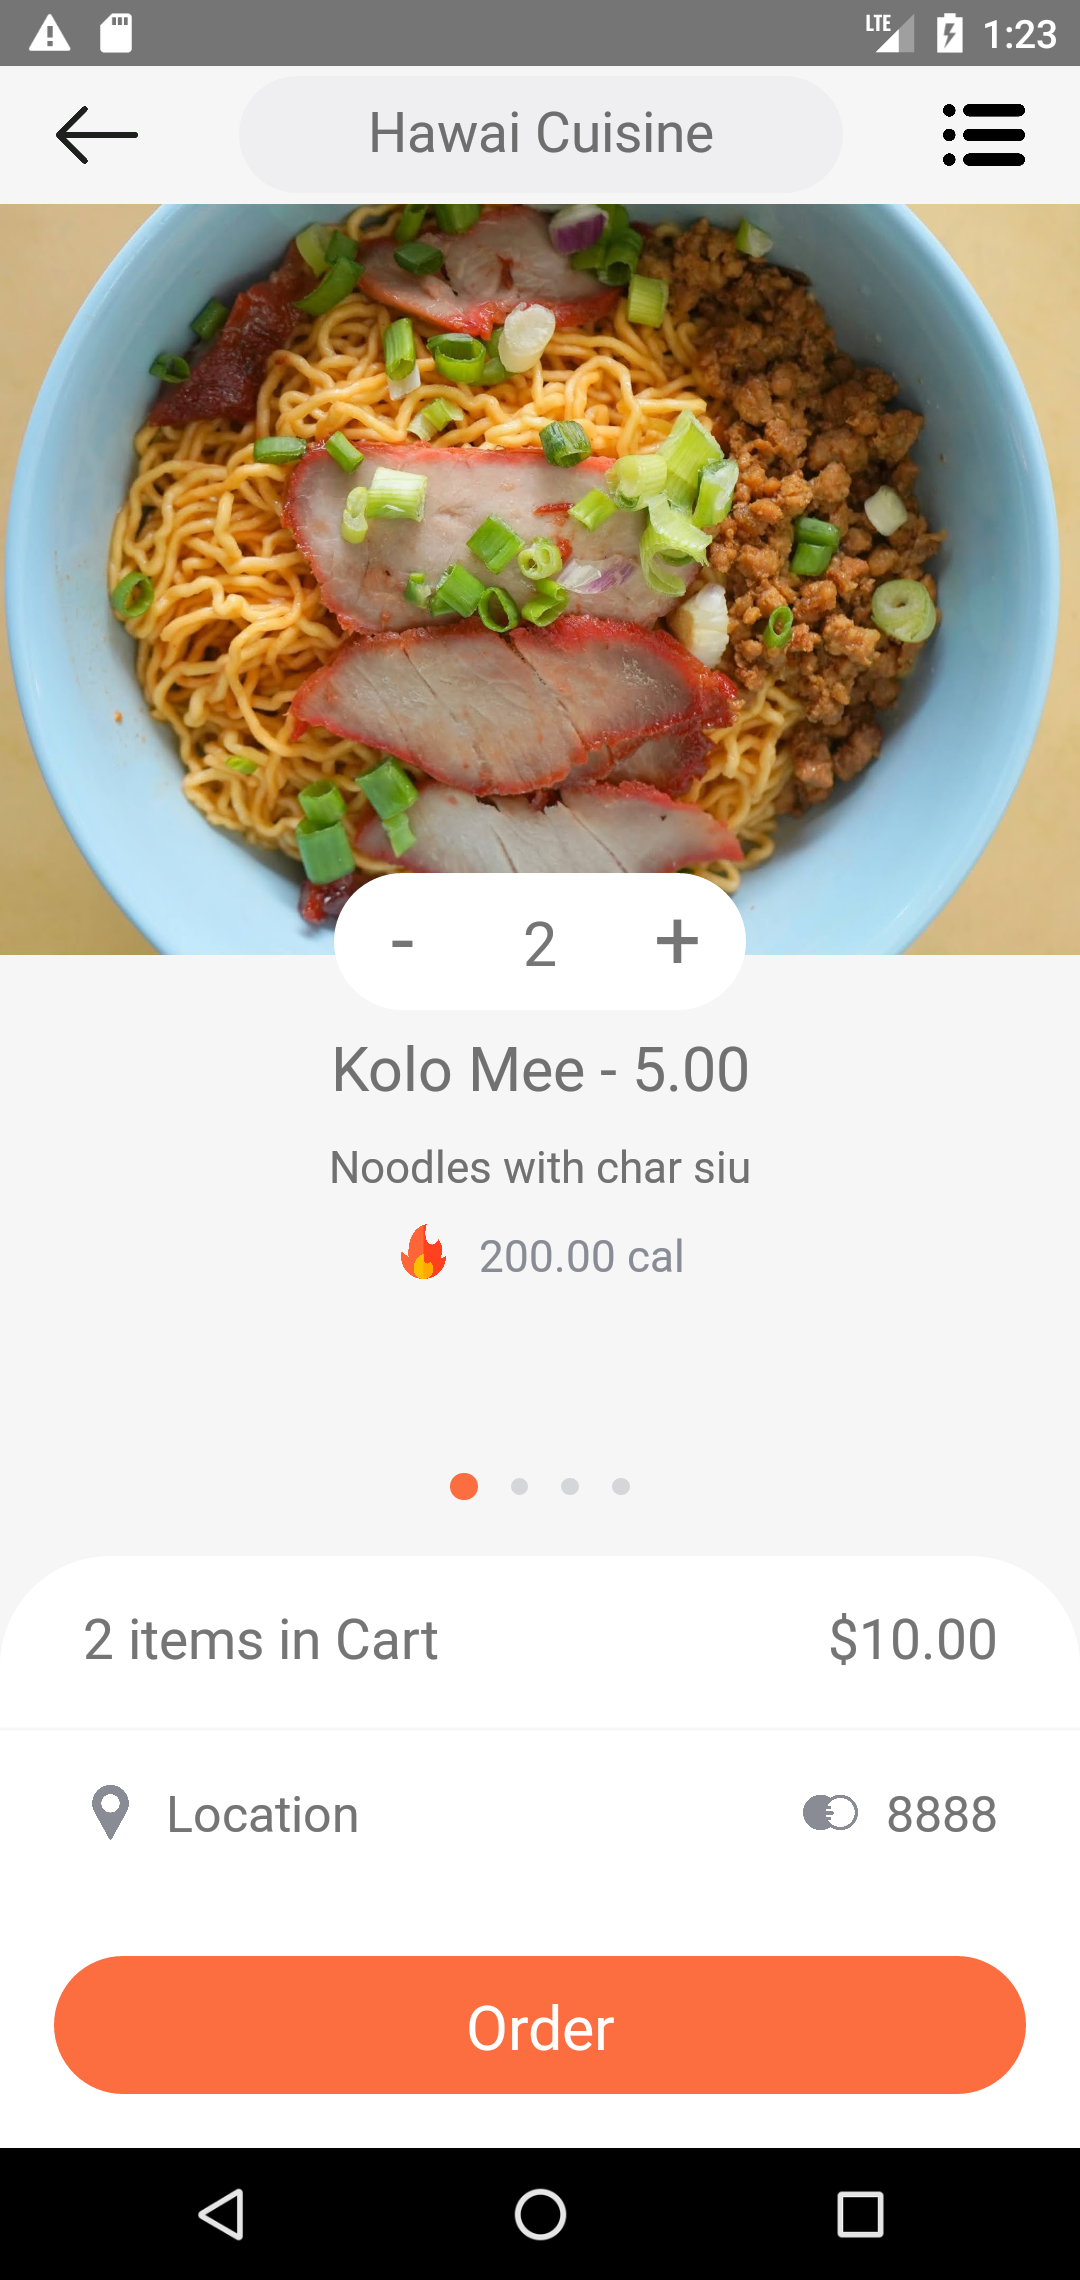 LTE 1:23
Hawai Cuisine
- 2 +
Kolo Mee - 5.00
Noodles with char siu
200.00 cal
2 items in Cart $10.00
Location 8888
Order